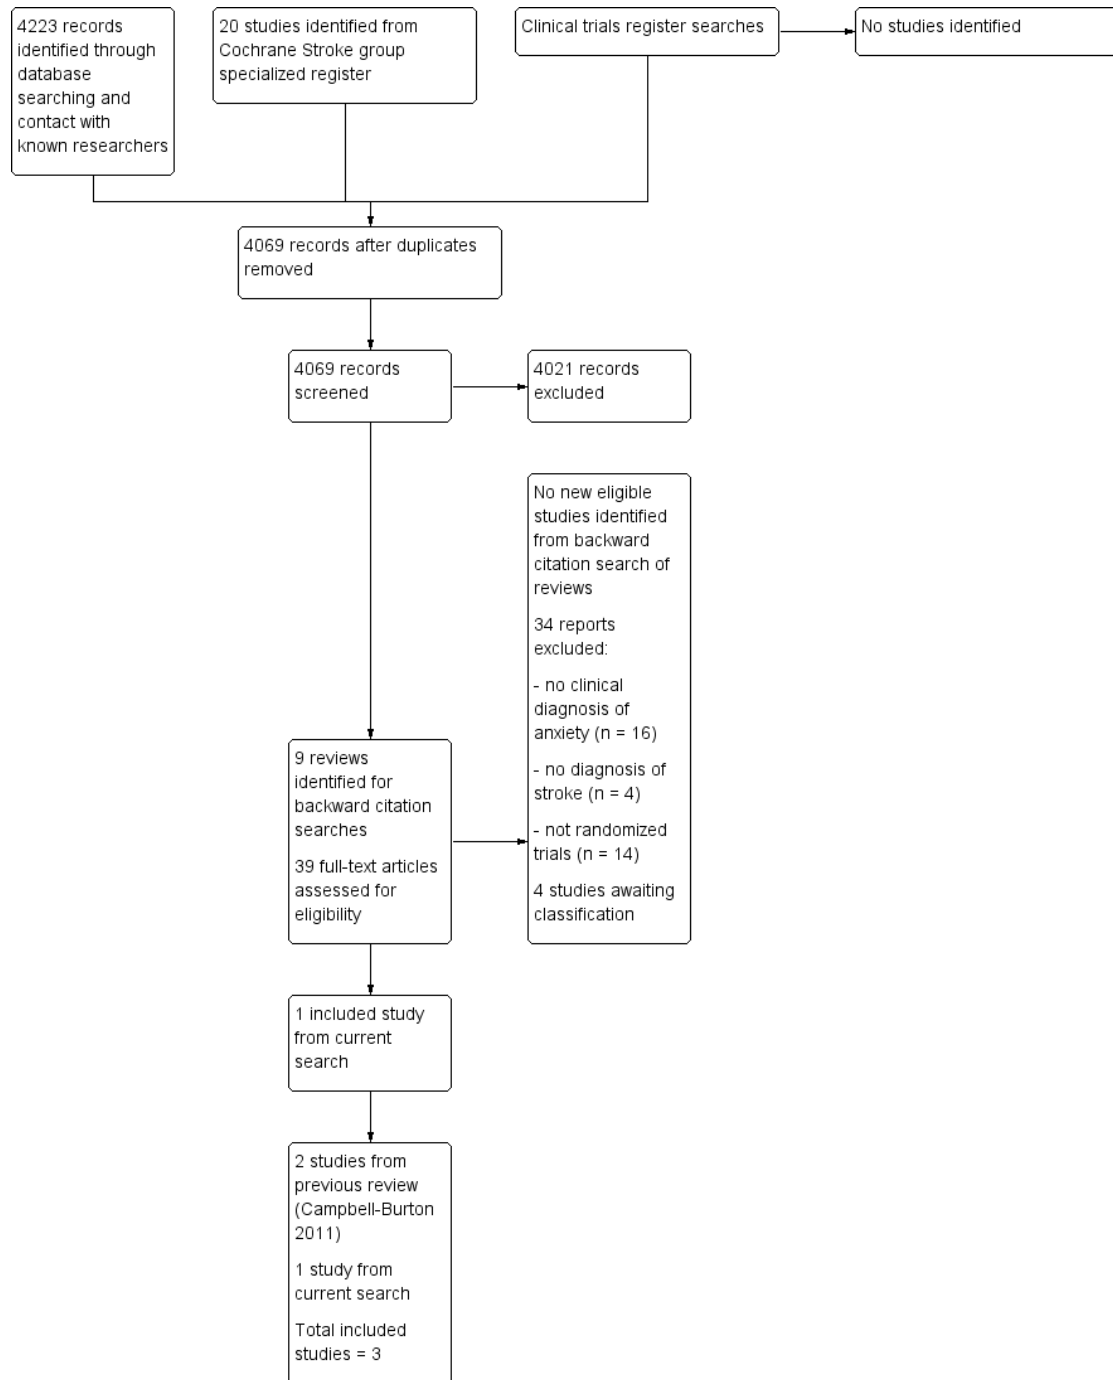 4223 records
identified through
database
searching and
contact with
known researchers
20 studies identified from
Cochrane Stroke group
specialized register
Clinical trials register searches
No studies identified
4069 records after duplicates
removed
4069 records
screened
4021 records
excluded
No new eligible
studies identified
from backward
citation search of
reviews
34 reports
excluded:
- no clinical
diagnosis of
anxiety (n = 16)
- no diagnosis of
stroke (n = 4)
- not randomized
trials (n = 14)
4 studies awaiting
classification
9 reviews
identified for
backward citation
searches
39 full-text articles
assessed for
eligibility
1 included study
from current
search
2 studies from
previous review
(Campbell-Burton
2011)
1 study from
current search
Total included
studies = 3